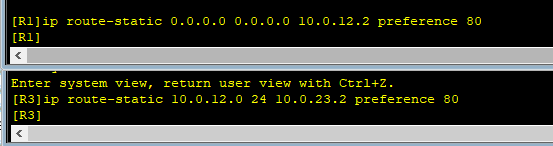 [R1]ip route-static 0.0.0.0 0.0.0.0 10.0.12.2 preference 80
[R1]
Enter system view, return user view with Ctrl+Z.
[R3]ip route-static 10.0.12.0 24 10.0.23.2 preference 80
[R3]